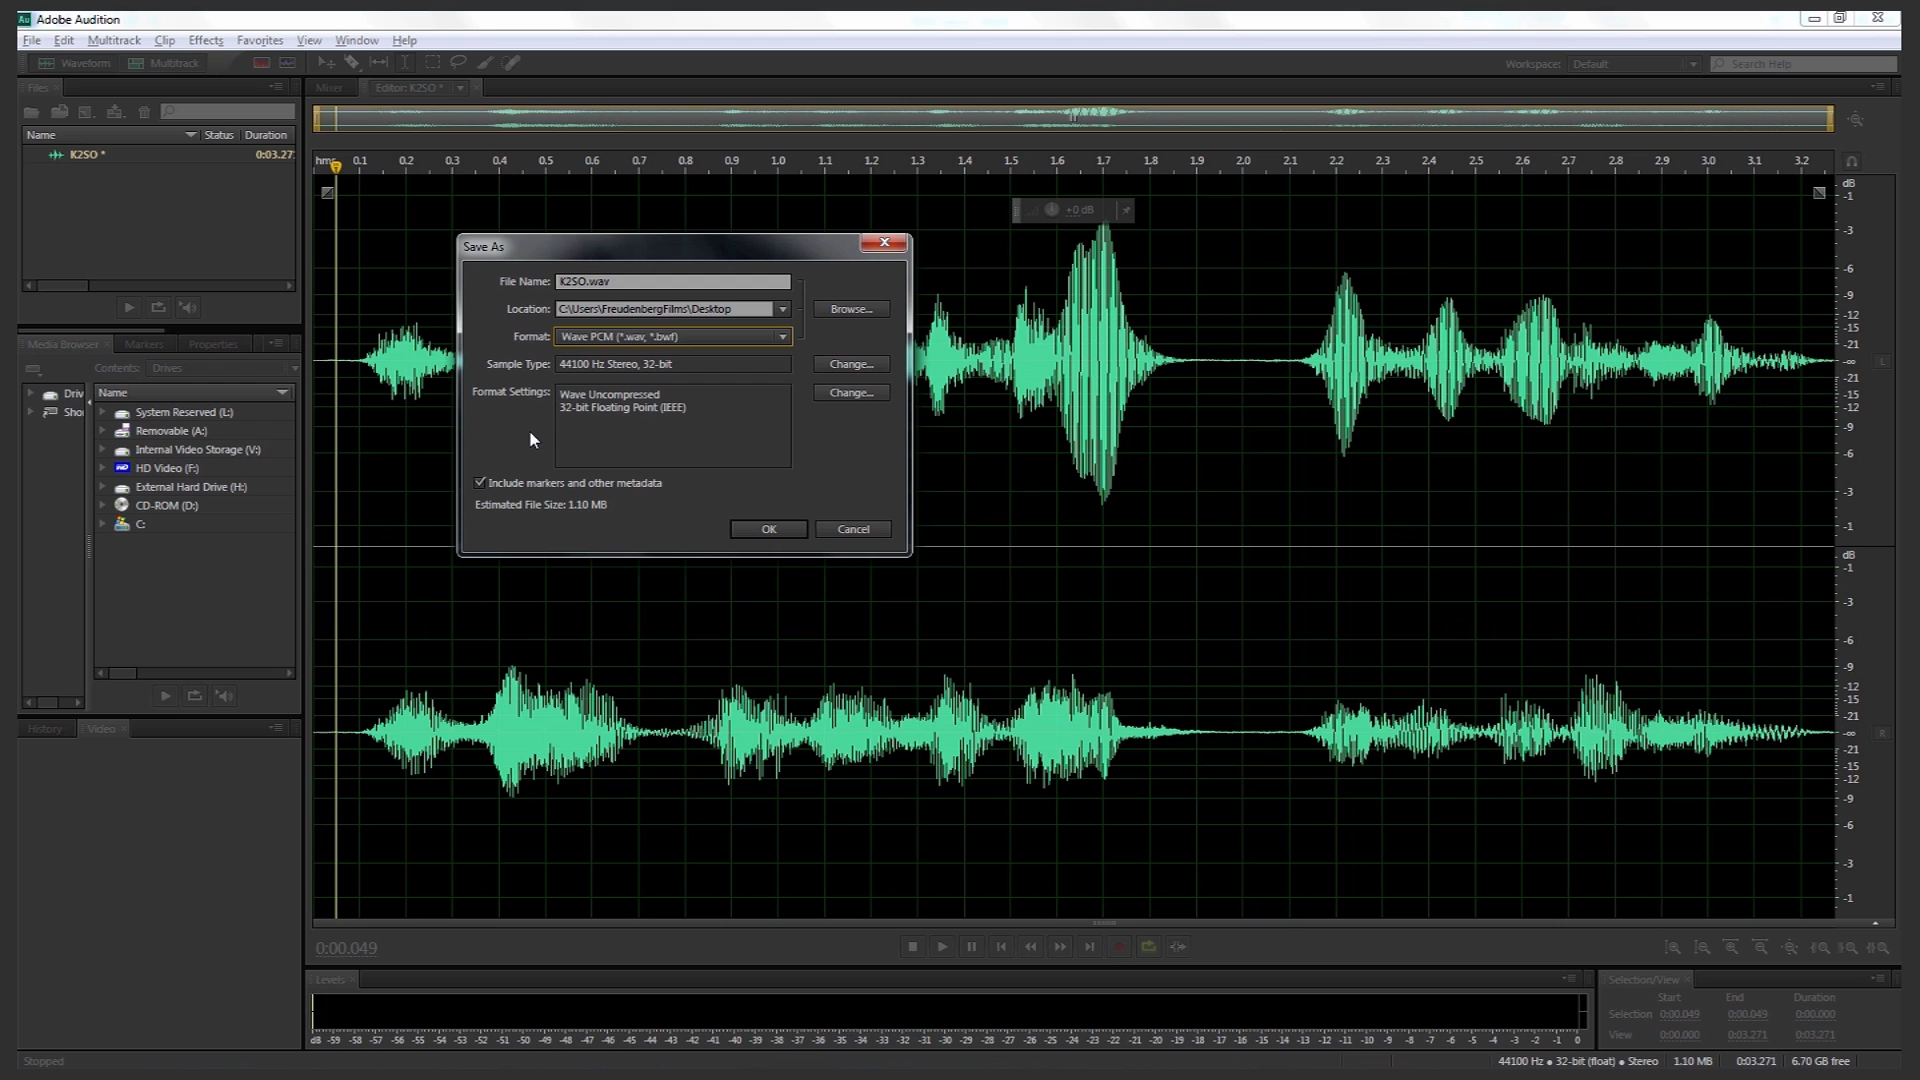 Au Adobe Audition
File Edit Multitrack Clip Effects Favorites View Window Help
Waveform Multitrack Workspace: Default Search Help
Files Mixer Editor: K2SO *
Name Status Duration
K2SO * 0:03.27
hms 0.1 0.2 0.3 0.4 0.5 0.6 0.7 0.8 0.9 1.0 1.1 1.2 1.3 1.4 1.5 1.6 1.7 1.8 1.9 2.0 2.1 2.2 2.3 2.4 2.5 2.6 2.7 2.8 2.9 3.0 3.1 3.2
+0 dB
Save As
File Name: K2SO.wav
Location: C:\Users\FreudenbergFilms\Desktop Browse...
Format: Wave PCM (*.wav, *.bwf)
Sample Type: 44100 Hz Stereo, 32-bit Change...
Format Settings: Wave Uncompressed Change...
32-bit Floating Point (IEEE)
Include markers and other metadata
Estimated File Size: 1.10 MB
OK Cancel
Media Browser Markers Properties
Contents: Drives
Driv Name
Sho System Reserved (L:)
Removable (A:)
Internal Video Storage (V:)
HD Video (F:)
External Hard Drive (H:)
CD-ROM (D:)
C:
History Video
dB
-1
-3
-6
-9
-12
-15
-21
-∞ L
-21
-15
-12
-9
-6
-3
-1
dB
-1
-3
-6
-9
-12
-15
-21
-∞ R
-21
-15
-12
-9
-6
-3
-1
0:00.049
Levels
dB -59 -58 -57 -56 -55 -54 -53 -52 -51 -50 -49 -48 -47 -46 -45 -44 -43 -42 -41 -40 -39 -38 -37 -36 -35 -34 -33 -32 -31 -30 -29 -28 -27 -26 -25 -24 -23 -22 -21 -20 -19 -18 -17 -16 -15 -14 -13 -12 -11 -10 -9 -8 -7 -6 -5 -4 -3 -2 -1 0
Selection/View
Start End Duration
Selection 0:00.049 0:00.049 0:00.000
View 0:00.000 0:03.271 0:03.271
Stopped 44100 Hz • 32-bit (float) • Stereo 1.10 MB 0:03.271 6.70 GB free